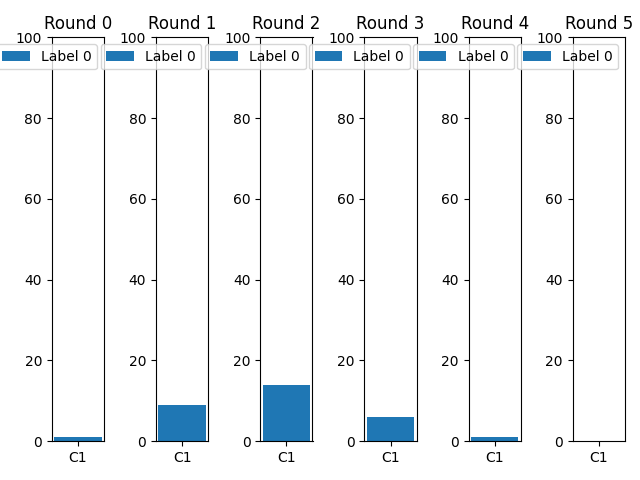 Round 0 Round 1 Round 2 Round 3 Round 4 Round 5
100 100 100 100 100 100
Label 0 Label 0 Label 0 Label 0 Label 0 Label 0
80 80 80 80 80 80
60 60 60 60 60 60
40 40 40 40 40 40
20 20 20 20 20 20
0 0 0 0 0 0
C1 C1 C1 C1 C1 C1